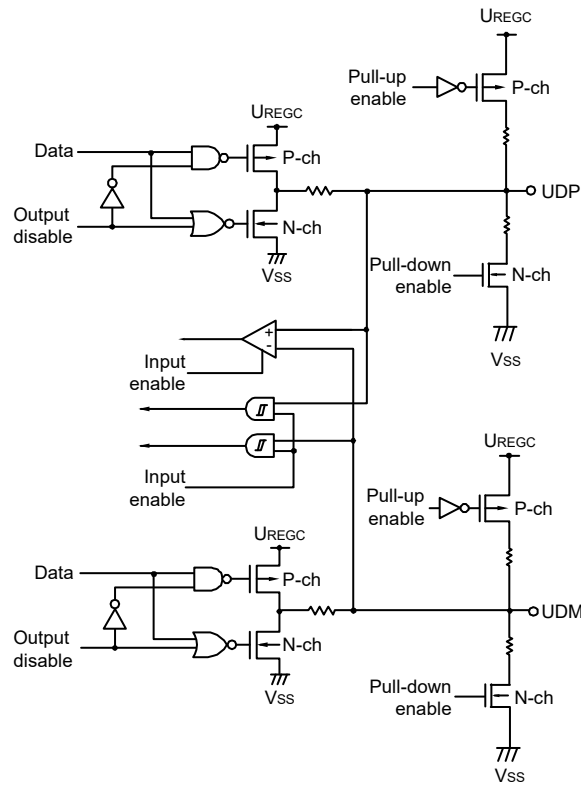 UREGC
Pull-up
enable
P-ch
UREGC
Data
P-ch
UDP
Output
disable
N-ch
VSS
Pull-down
enable
N-ch
VSS
+
-
Input
enable
Input
enable
UREGC
Pull-up
enable
P-ch
UREGC
Data
P-ch
UDM
Output
disable
N-ch
VSS
Pull-down
enable
N-ch
VSS